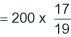 = 200 x 17/19